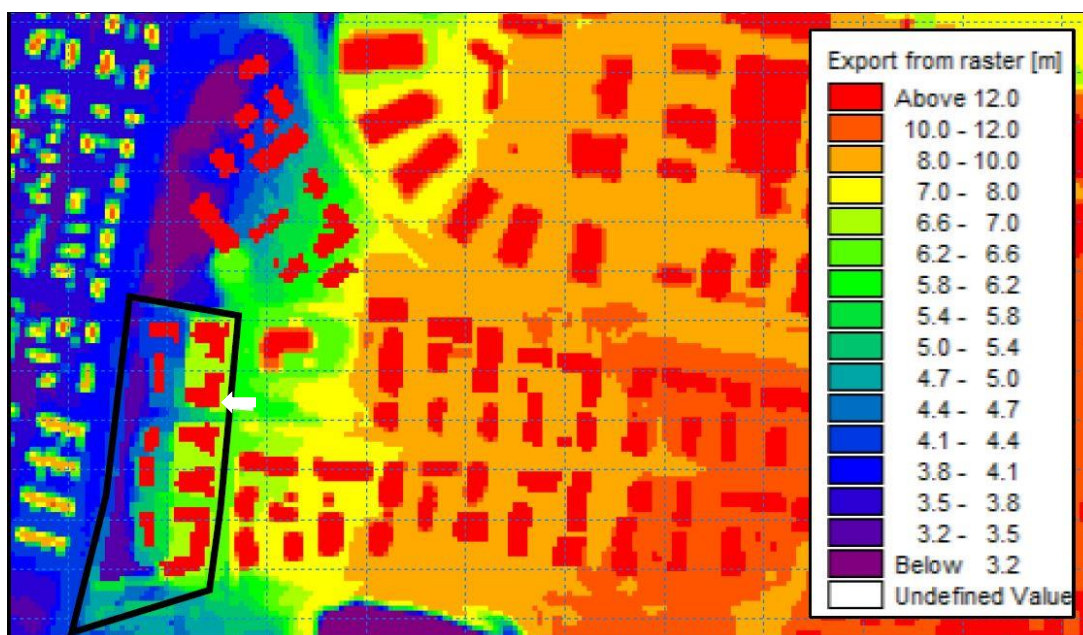 Export from raster [m]
Above 12.0
10.0 - 12.0
8.0 - 10.0
7.0 - 8.0
6.6 - 7.0
6.2 - 6.6
5.8 - 6.2
5.4 - 5.8
5.0 - 5.4
4.7 - 5.0
4.4 - 4.7
4.1 - 4.4
3.8 - 4.1
3.5 - 3.8
3.2 - 3.5
Below 3.2
Undefined Value